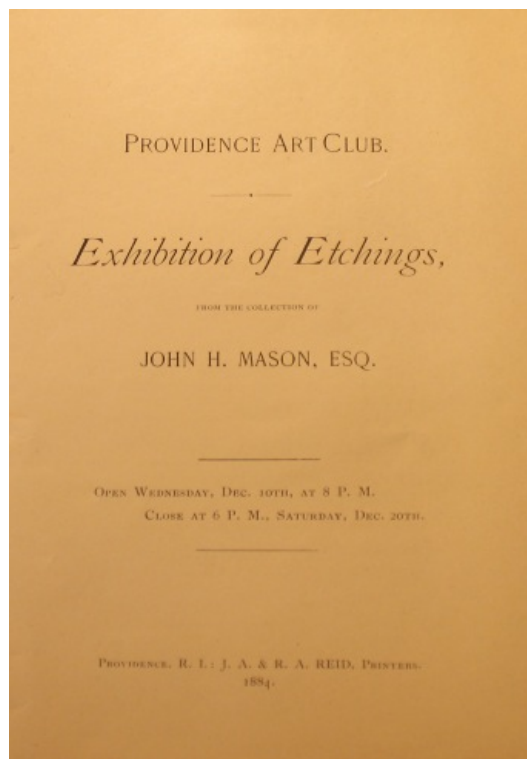 PROVIDENCE ART CLUB.
Exhibition of Etchings,
FROM THE COLLECTION OF
JOHN H. MASON, ESQ.
OPEN WEDNESDAY, DEC. 10TH, AT 8 P. M.
CLOSE AT 6 P. M., SATURDAY, DEC. 20TH.
PROVIDENCE, R. I.: J. A. & R. A. REID, PRINTERS.
1884.